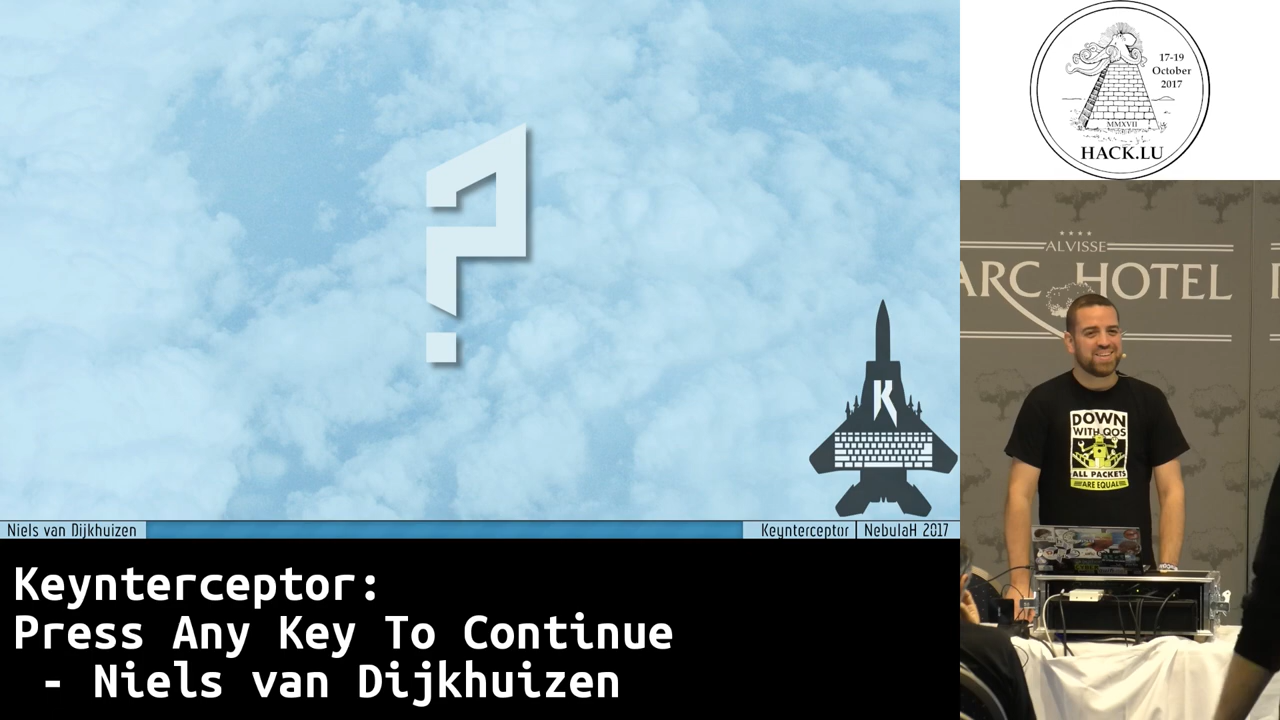 ?
K
Niels van Dijkhuizen
Keynterceptor | NebulaH 2017
Keynterceptor:
Press Any Key To Continue
- Niels van Dijkhuizen
17-19
October
2017
MMXVII
HACK.LU
ALVISSE
ARC HOTEL
DOWN
WITH QOS
ALL PACKETS
ARE EQUAL